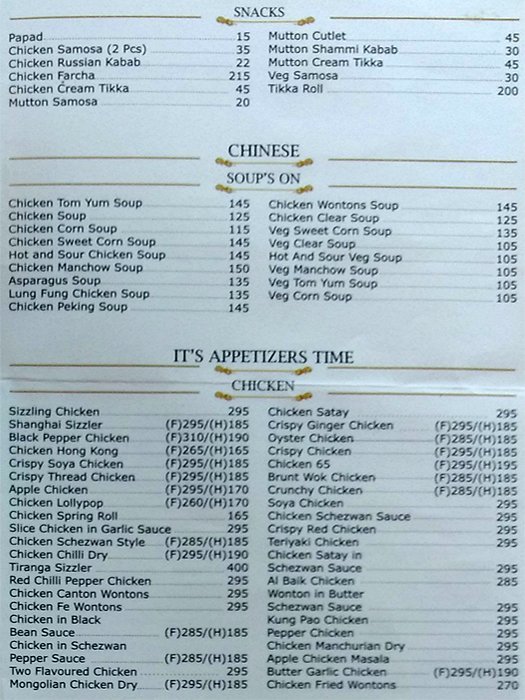 SNACKS
Papad 15
Chicken Samosa (2 Pcs) 35
Chicken Russian Kabab 22
Chicken Farcha 215
Chicken Cream Tikka 45
Mutton Samosa 20
Mutton Cutlet 45
Mutton Shammi Kabab 30
Mutton Cream Tikka 45
Veg Samosa 30
Tikka Roll 200
CHINESE
SOUP'S ON
Chicken Tom Yum Soup 145
Chicken Soup 125
Chicken Corn Soup 115
Chicken Sweet Corn Soup 145
Hot and Sour Chicken Soup 145
Chicken Manchow Soup 150
Asparagus Soup 135
Lung Fung Chicken Soup 135
Chicken Peking Soup 145
Chicken Wontons Soup 145
Chicken Clear Soup 125
Veg Sweet Corn Soup 135
Veg Clear Soup 105
Hot And Sour Veg Soup 105
Veg Manchow Soup 105
Veg Tom Yum Soup 105
Veg Corn Soup 105
IT'S APPETIZERS TIME
CHICKEN
Sizzling Chicken 295
Shanghai Sizzler (F)295/(H)185
Black Pepper Chicken (F)310/(H)190
Chicken Hong Kong (F)265/(H)165
Crispy Soya Chicken (F)295/(H)185
Crispy Thread Chicken (F)295/(H)185
Apple Chicken (F)295/(H)170
Chicken Lollypop (F)260/(H)170
Chicken Spring Roll 165
Slice Chicken in Garlic Sauce 295
Chicken Schezwan Style (F)285/(H)185
Chicken Chilli Dry (F)295/(H)190
Tiranga Sizzler 400
Red Chilli Pepper Chicken 295
Chicken Canton Wontons 295
Chicken Fe Wontons 295
Chicken in Black
Bean Sauce (F)285/(H)185
Chicken in Schezwan
Pepper Sauce (F)285/(H)185
Two Flavoured Chicken 295
Mongolian Chicken Dry (F)295/(H)185
Chicken Satay 295
Crispy Ginger Chicken (F)295/(H)185
Oyster Chicken (F)285/(H)185
Crispy Chicken (F)295/(H)185
Chicken 65 (F)295/(H)195
Brunt Wok Chicken (F)285/(H)185
Crunchy Chicken (F)285/(H)185
Soya Chicken 295
Chicken Schezwan Sauce 295
Crispy Red Chicken 295
Teriyaki Chicken 295
Chicken Satay in
Schezwan Sauce 295
Al Baik Chicken 285
Wonton in Butter
Schezwan Sauce 295
Kung Pao Chicken 295
Pepper Chicken 295
Chicken Manchurian Dry 295
Apple Chicken Masala 295
Butter Garlic Chicken (F)295/(H)190
Chicken Fried Wontons 270